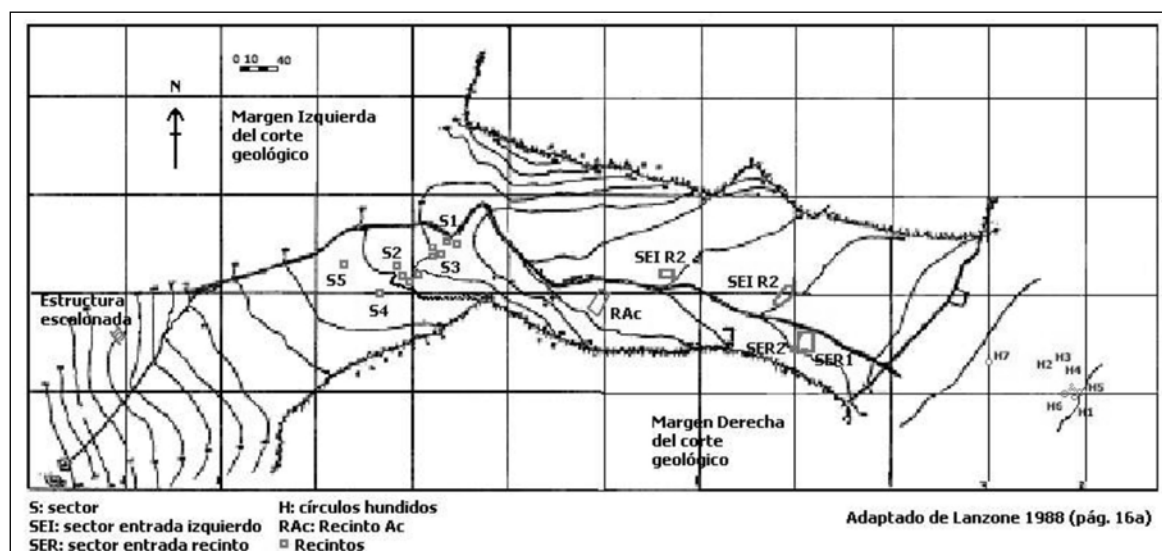 0 10 40
N
Margen Izquierda
del corte
geológico
S1
S2
S3
S5
S4
SEI R2
SEI R2
Estructura
escalonada
RAc
SER2
SER1
H7
H2
H3
H4
H5
H6
H1
Margen Derecha
del corte
geológico
S: sector
H: círculos hundidos
SEI: sector entrada izquierdo
RAc: Recinto Ac
SER: sector entrada recinto
Recintos
Adaptado de Lanzone 1988 (pág. 16a)